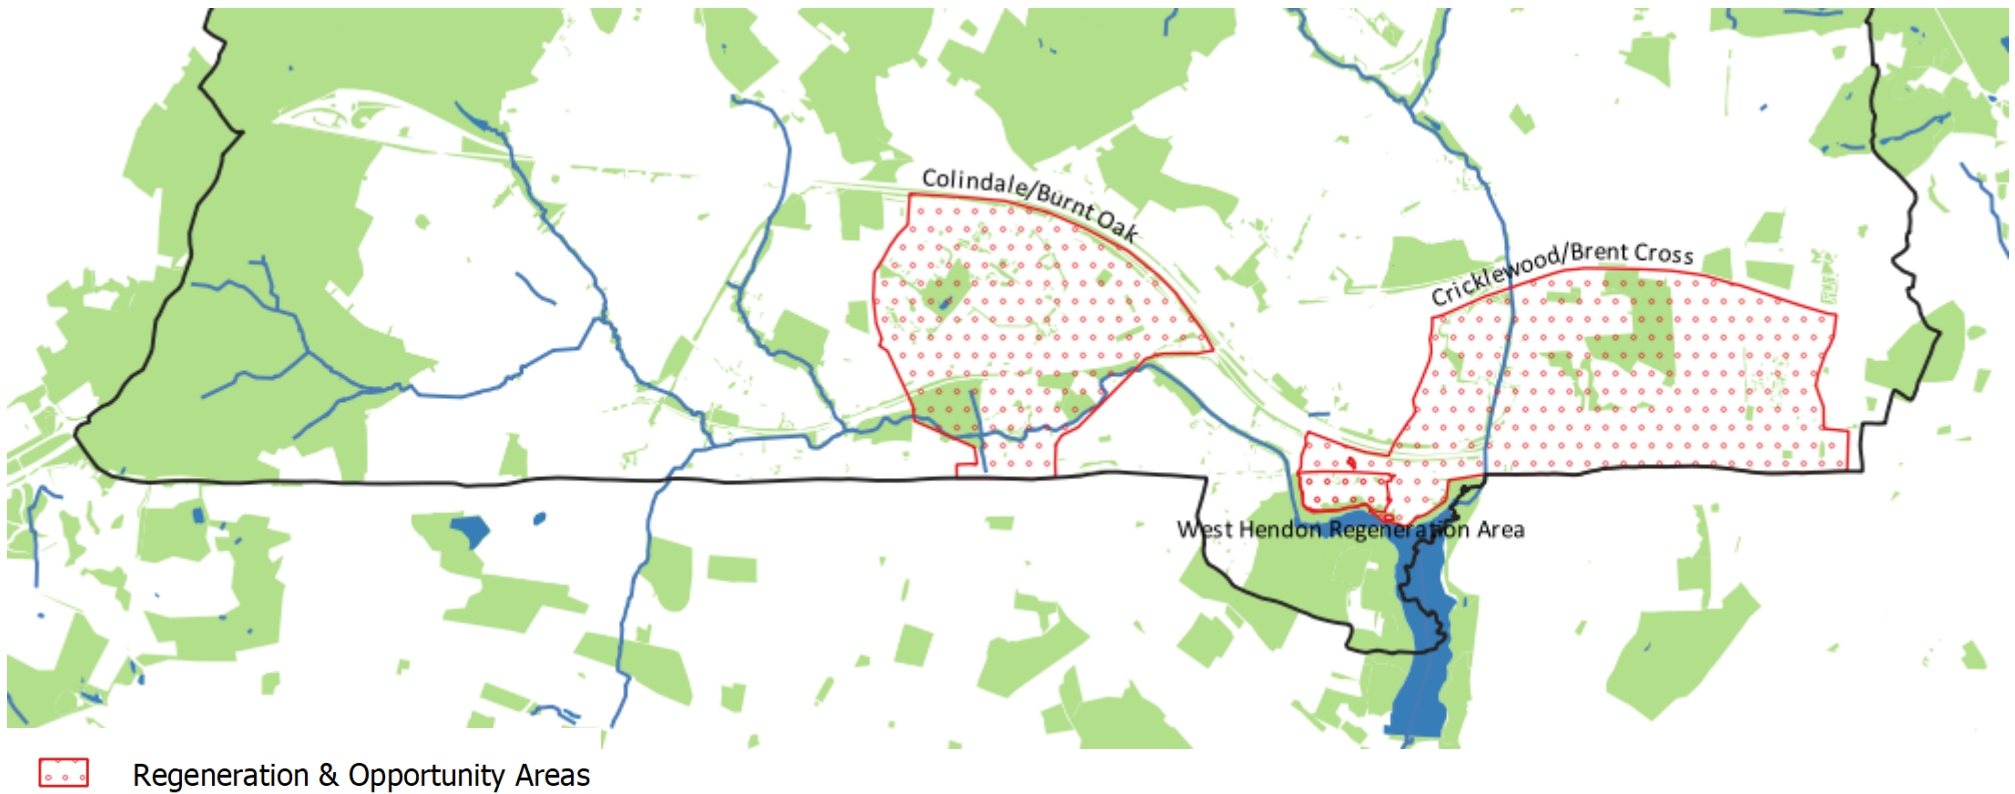 Colindale/Burnt Oak
Cricklewood/Brent Cross
West Hendon Regeneration Area
Regeneration & Opportunity Areas